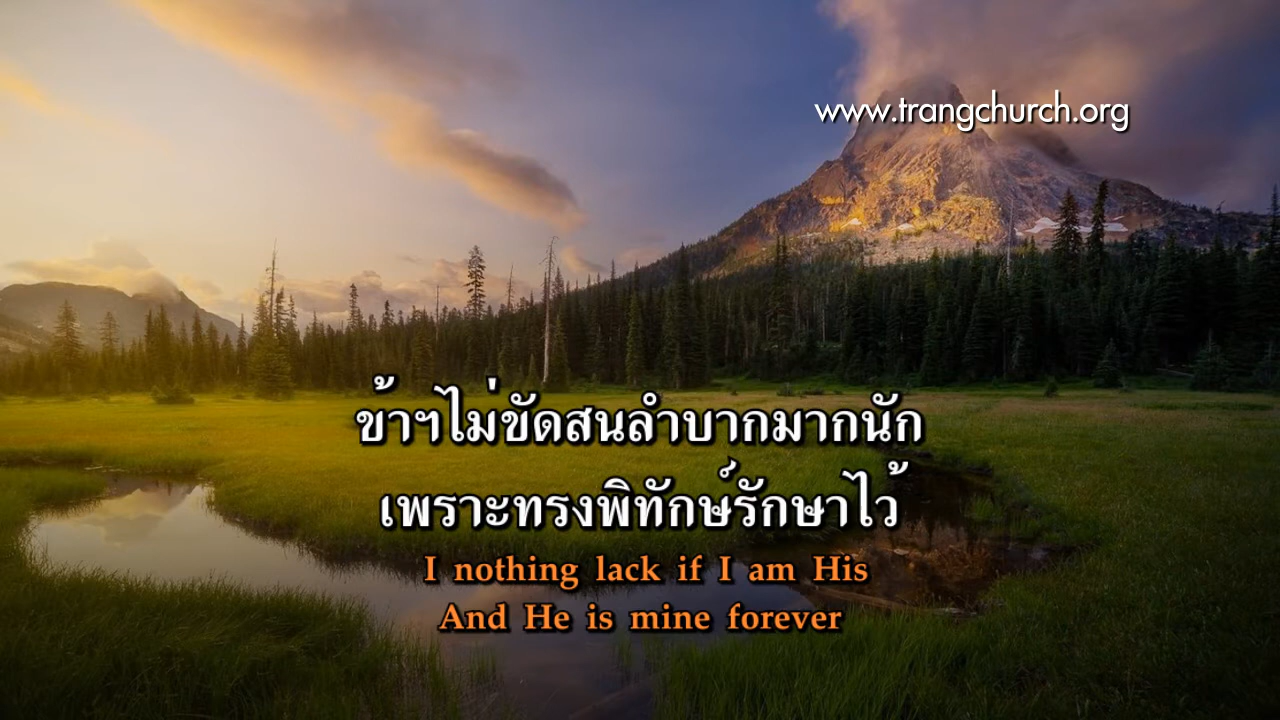 www.trangchurch.org
ข้าฯไม่ขัดสนลำบากมากนัก
เพราะทรงพิทักษ์รักษาไว้
I nothing lack if I am His
And He is mine forever